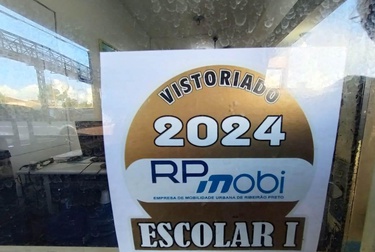 VISTORIADO
2024
RPmobi
EMPRESA DE MOBILIDADE URBANA DE RIBEIRÃO PRETO
ESCOLAR I